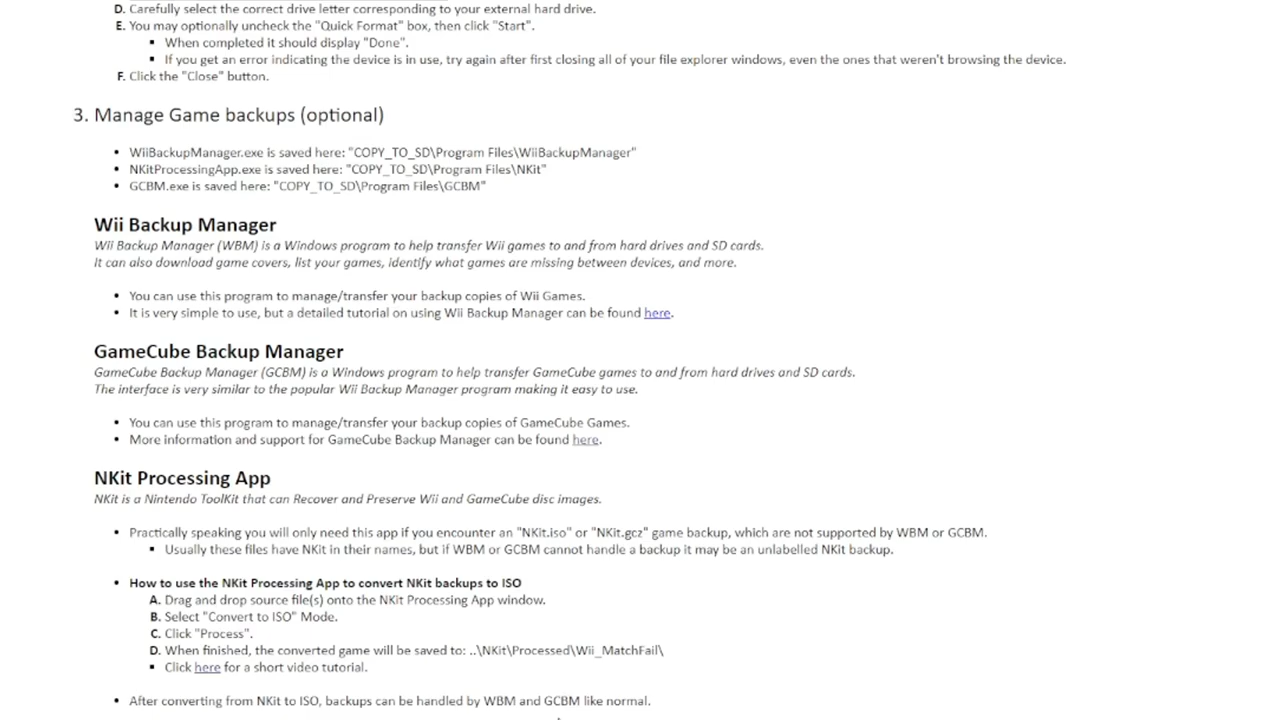 D. Carefully select the correct drive letter corresponding to your external hard drive.
E. You may optionally uncheck the "Quick Format" box, then click "Start".
▪ When completed it should display "Done".
▪ If you get an error indicating the device is in use, try again after first closing all of your file explorer windows, even the ones that weren't browsing the device.
F. Click the "Close" button.
3. Manage Game backups (optional)
• WiiBackupManager.exe is saved here: "COPY_TO_SD\Program Files\WiiBackupManager"
• NKitProcessingApp.exe is saved here: "COPY_TO_SD\Program Files\NKit"
• GCBM.exe is saved here: "COPY_TO_SD\Program Files\GCBM"
Wii Backup Manager
Wii Backup Manager (WBM) is a Windows program to help transfer Wii games to and from hard drives and SD cards.
It can also download game covers, list your games, identify what games are missing between devices, and more.
• You can use this program to manage/transfer your backup copies of Wii Games.
• It is very simple to use, but a detailed tutorial on using Wii Backup Manager can be found here.
GameCube Backup Manager
GameCube Backup Manager (GCBM) is a Windows program to help transfer GameCube games to and from hard drives and SD cards.
The interface is very similar to the popular Wii Backup Manager program making it easy to use.
• You can use this program to manage/transfer your backup copies of GameCube Games.
• More information and support for GameCube Backup Manager can be found here.
NKit Processing App
NKit is a Nintendo ToolKit that can Recover and Preserve Wii and GameCube disc images.
• Practically speaking you will only need this app if you encounter an "NKit.iso" or "NKit.gcz" game backup, which are not supported by WBM or GCBM.
▪ Usually these files have NKit in their names, but if WBM or GCBM cannot handle a backup it may be an unlabelled NKit backup.
• How to use the NKit Processing App to convert NKit backups to ISO
A. Drag and drop source file(s) onto the NKit Processing App window.
B. Select "Convert to ISO" Mode.
C. Click "Process".
D. When finished, the converted game will be saved to: ..\NKit\Processed\Wii_MatchFail\
▪ Click here for a short video tutorial.
• After converting from NKit to ISO, backups can be handled by WBM and GCBM like normal.